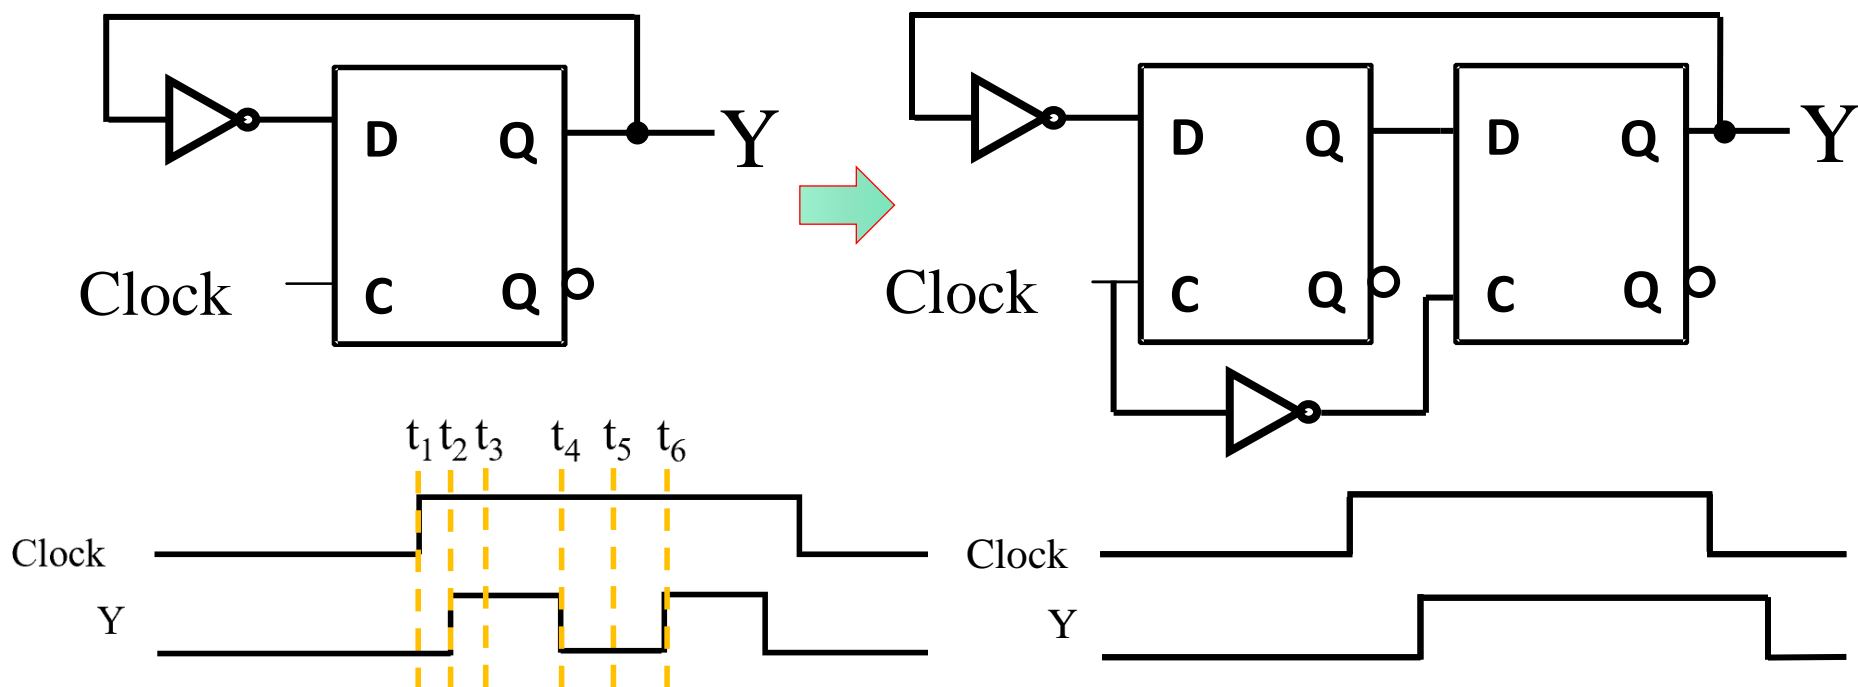 D Q Y
Clock C Q
D Q D Q Y
Clock C Q C Q
t1 t2 t3 t4 t5 t6
Clock
Y
Clock
Y